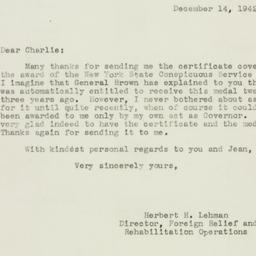 December 14, 1942
Dear Charlie:
Many thanks for sending me the certificate cove
the award of the New York State Conspicuous Service
I imagine General Brown has explained to you th
was automatically entitled to receive this medal two
three years ago. However, I never bothered about as
for it until quite recently, when of course it could
been awarded to me only by my own act as Governor.
very glad indeed to have the certificate and the med
Thanks again for sending it to me.
With kindest personal regards to you and Jean,
Very sincerely yours,
Herbert H. Lehman
Director, Foreign Relief and
Rehabilitation Operations